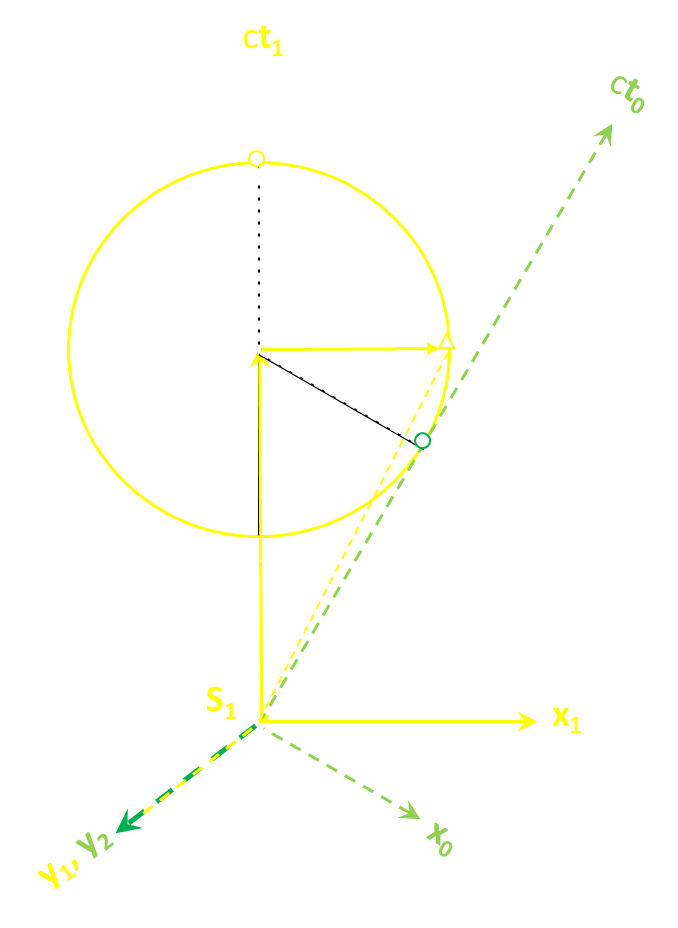 ct₁
ct₀
S₁
x₁
x₀
y₁, y₂